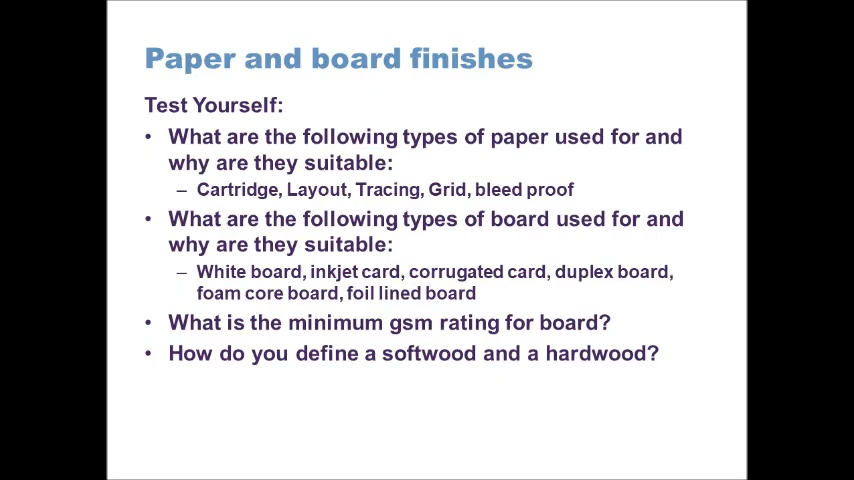 Paper and board finishes
Test Yourself:
• What are the following types of paper used for and
why are they suitable:
– Cartridge, Layout, Tracing, Grid, bleed proof
• What are the following types of board used for and
why are they suitable:
– White board, inkjet card, corrugated card, duplex board,
foam core board, foil lined board
• What is the minimum gsm rating for board?
• How do you define a softwood and a hardwood?